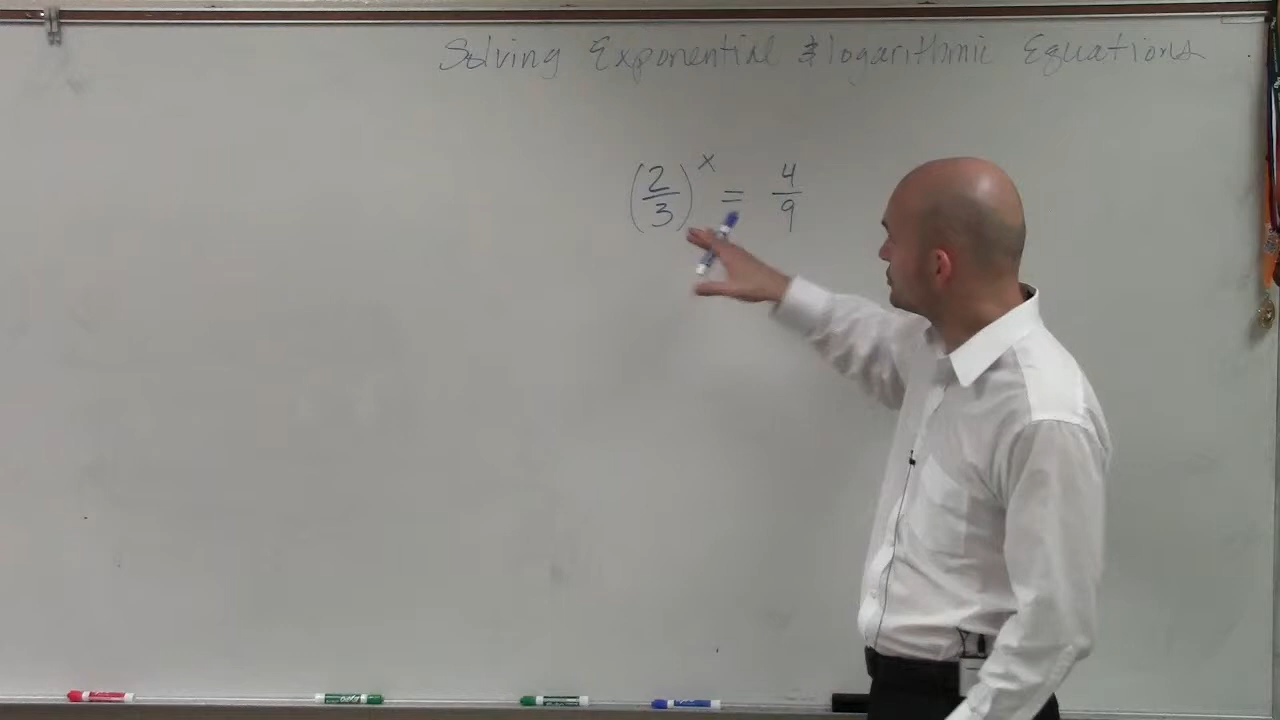 Solving Exponential & logarithmic Equations
(2/3)^x = 4/9